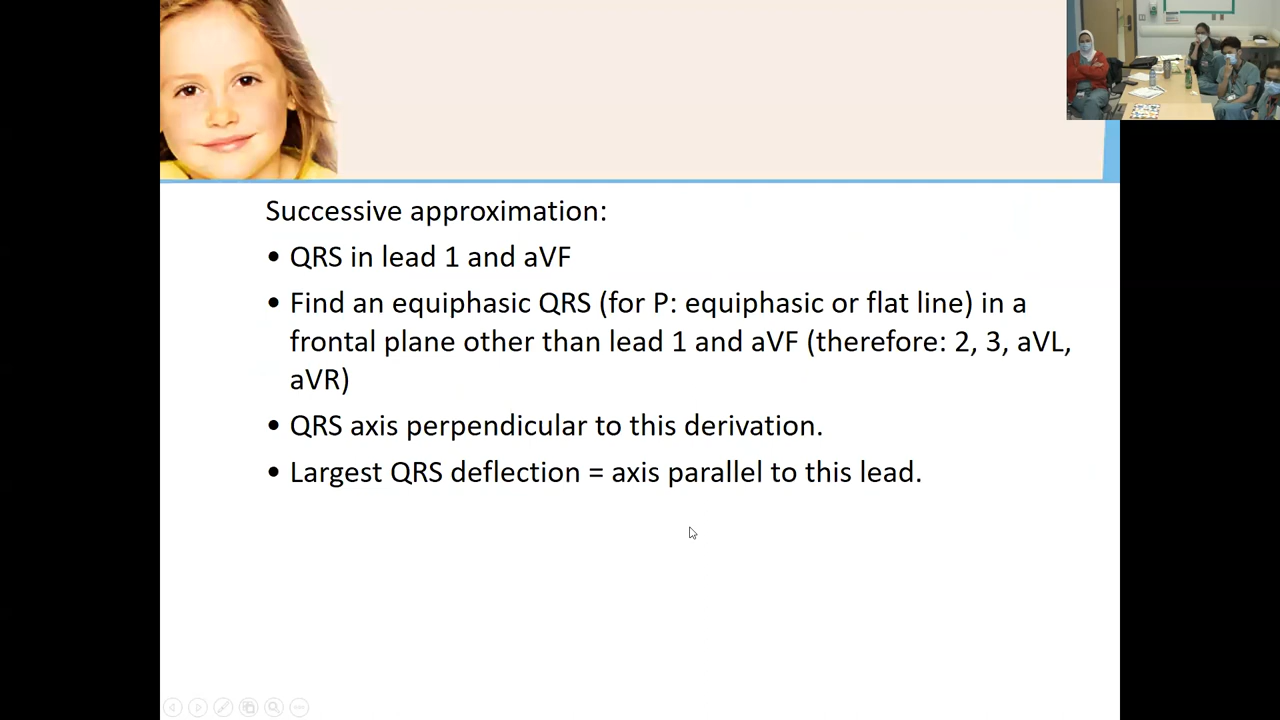 Successive approximation:
• QRS in lead 1 and aVF
• Find an equiphasic QRS (for P: equiphasic or flat line) in a
frontal plane other than lead 1 and aVF (therefore: 2, 3, aVL,
aVR)
• QRS axis perpendicular to this derivation.
• Largest QRS deflection = axis parallel to this lead.